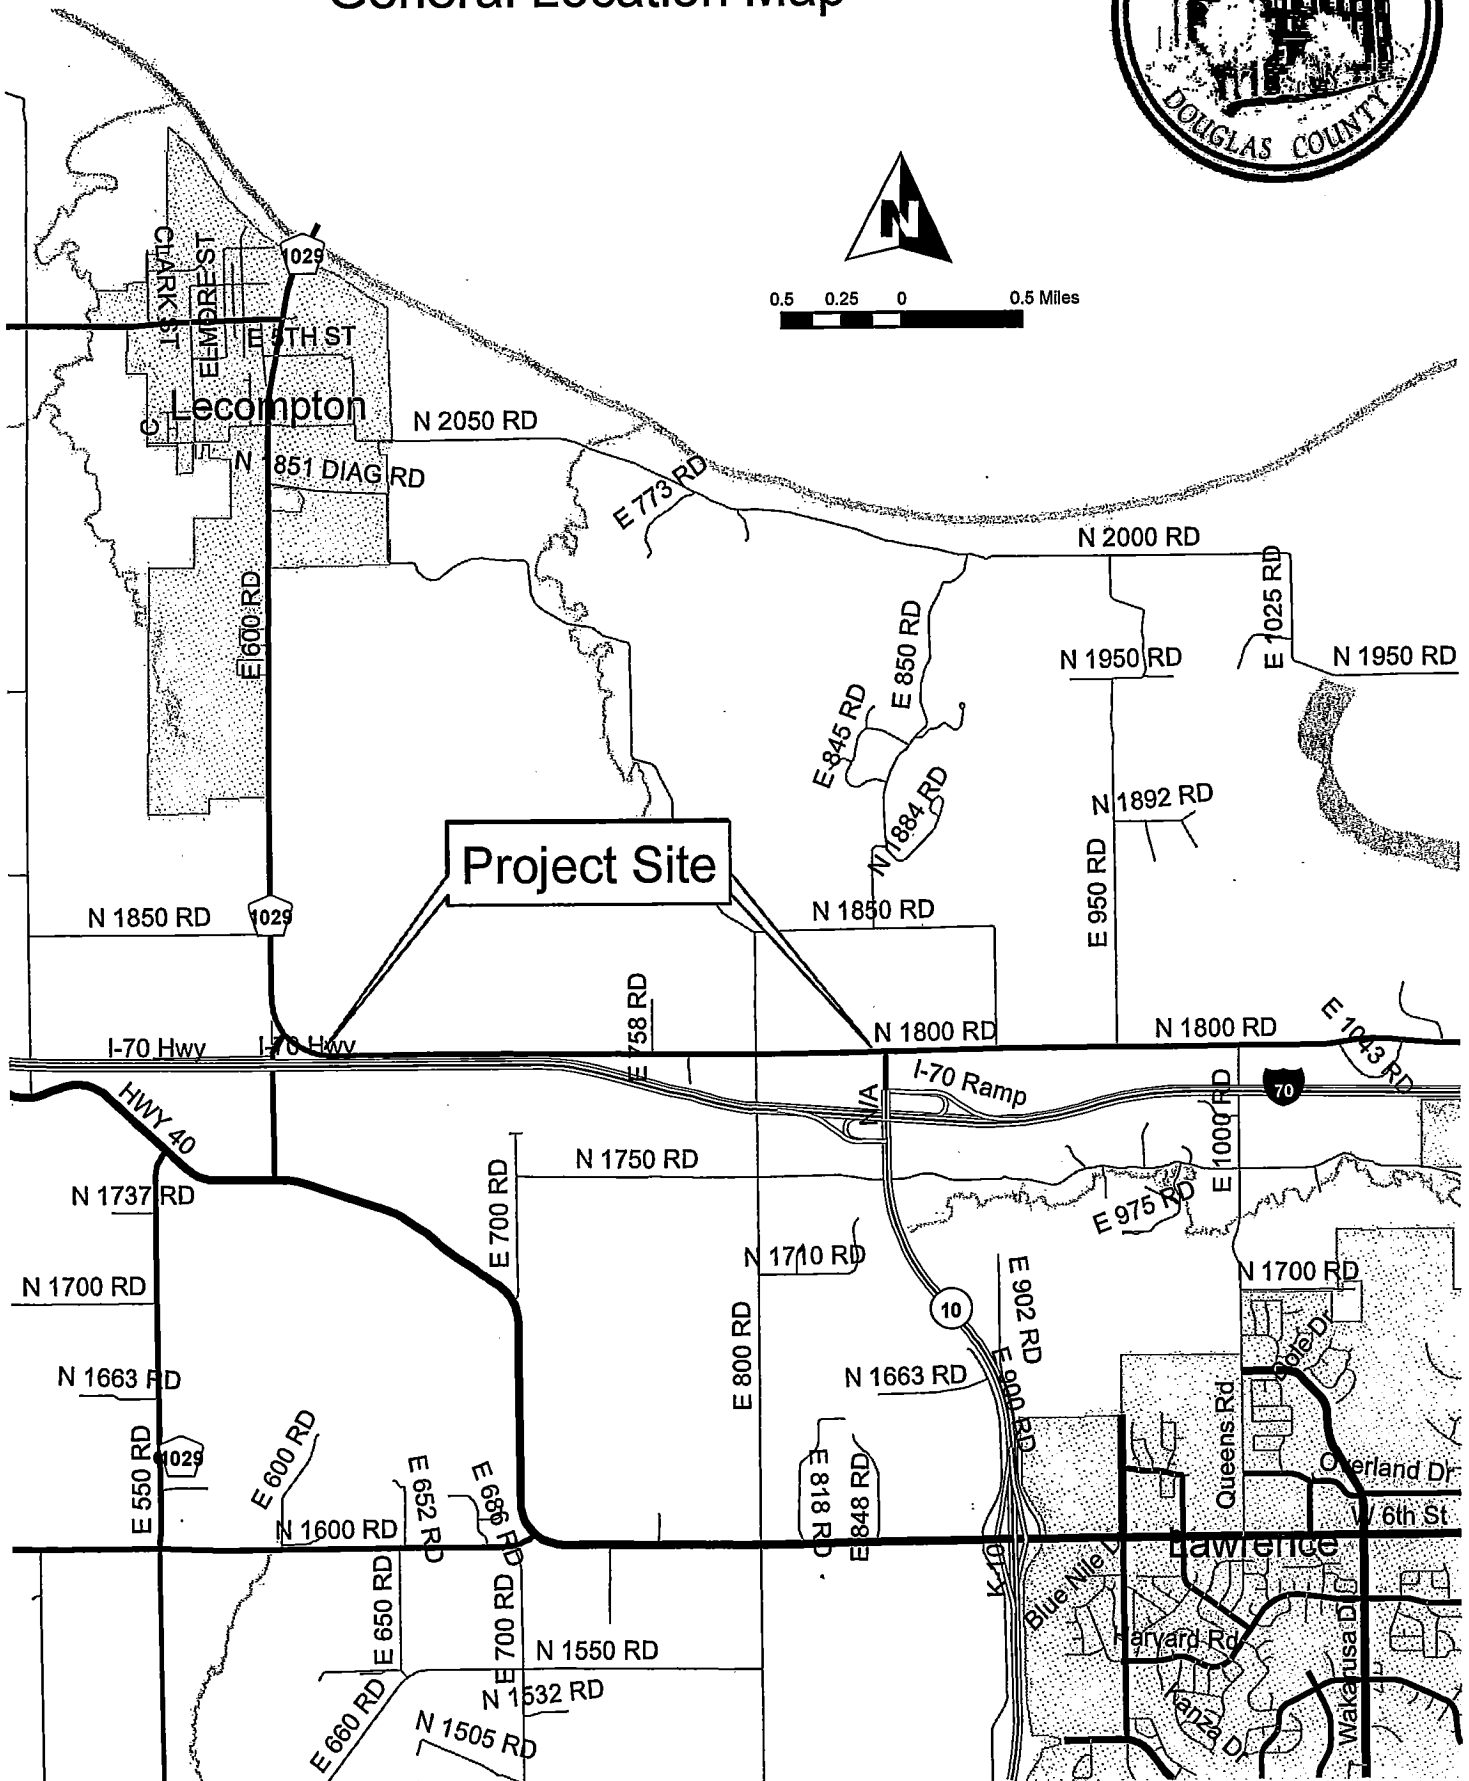 General Location Map
DOUGLAS COUNTY
N
0.5 0.25 0 0.5 Miles
1029
CLARK ST
ELMORE ST
E 5TH ST
Lecompton
C
N 2050 RD
N 1851 DIAG RD
E 773 RD
N 2000 RD
E 600 RD
E 850 RD
E 1025 RD
N 1950 RD
N 1950 RD
E 845 RD
N 1884 RD
N 1892 RD
E 950 RD
Project Site
N 1850 RD
1029
N 1850 RD
E 758 RD
N 1800 RD
N 1800 RD
E 1043 RD
I-70 Hwy
I-70 Hwy
I-70 Ramp
70
N/A
E 1000 RD
HWY 40
N 1750 RD
E 700 RD
N 1737 RD
E 975 RD
N 1710 RD
N 1700 RD
N 1700 RD
10
E 902 RD
E 800 RD
Dole Dr
N 1663 RD
N 1663 RD
E 900 RD
Queens Rd
E 550 RD
1029
E 600 RD
E 652 RD
E 686 RD
E 818 RD
E 848 RD
Overland Dr
W 6th St
N 1600 RD
Lawrence
K-10
Blue Nile D
E 650 RD
E 700 RD
N 1550 RD
Harvard Rd
Wakarusa D
E 660 RD
N 1532 RD
N 1505 RD
Kanza Dr